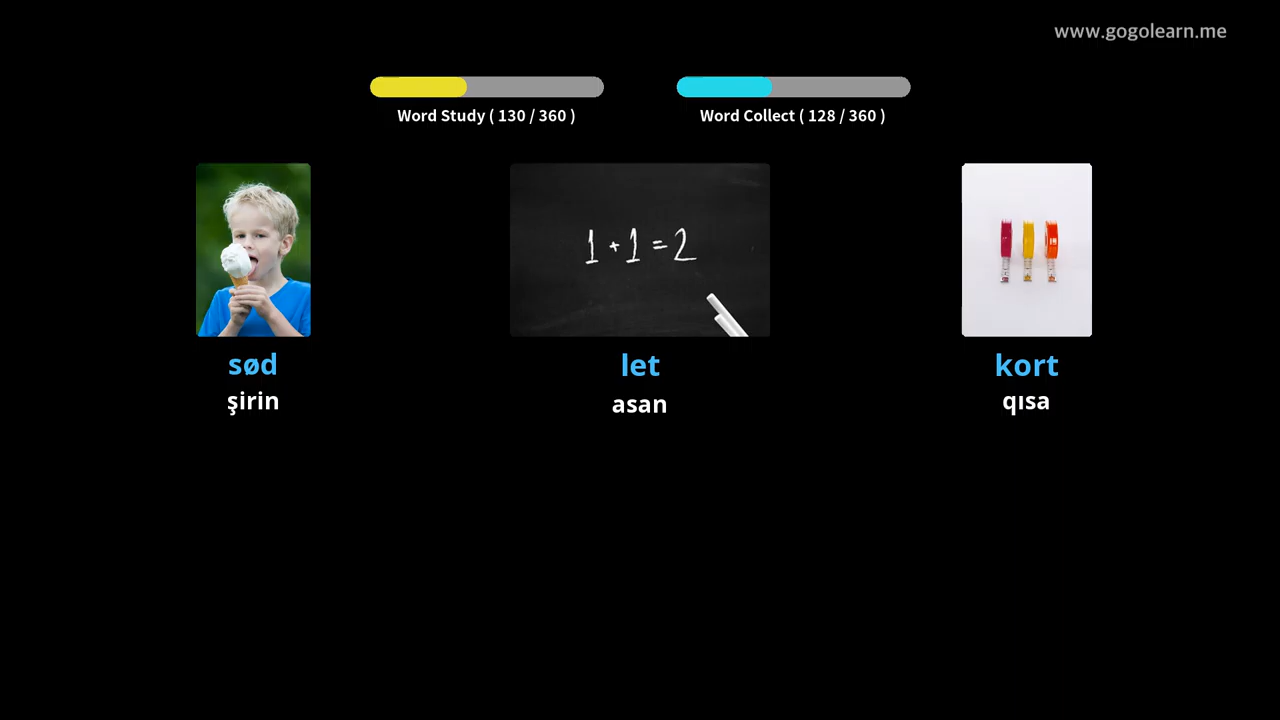 www.gogolearn.me
Word Study ( 130 / 360 )
Word Collect ( 128 / 360 )
1 + 1 = 2
sød
let
kort
şirin
asan
qısa